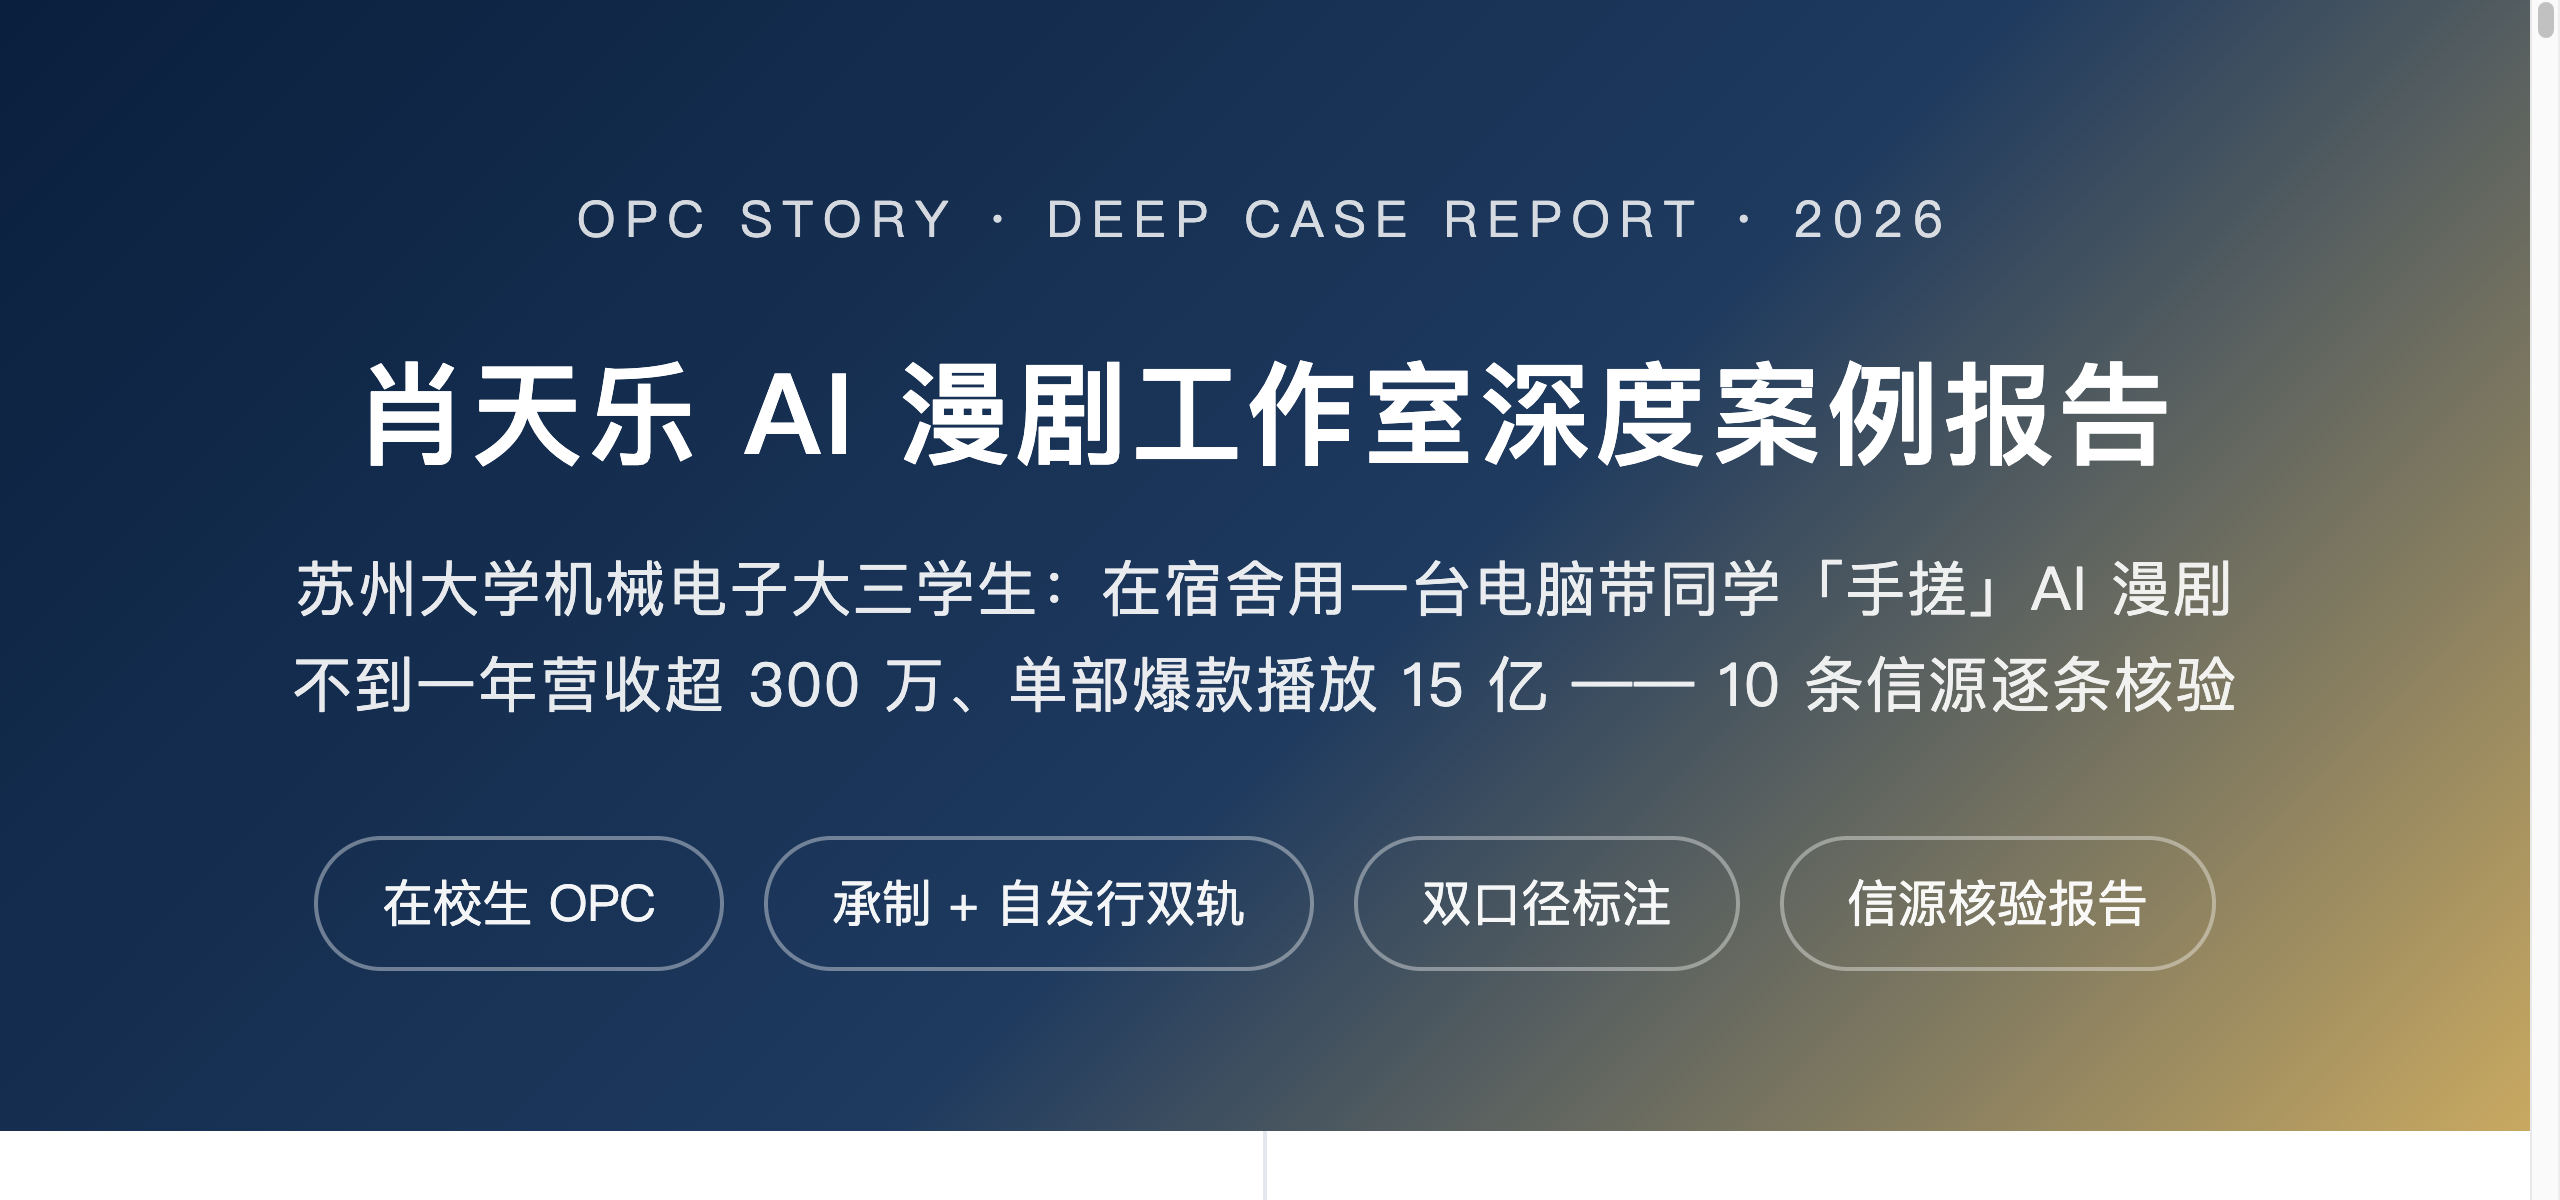 OPC STORY · DEEP CASE REPORT · 2026
肖天乐 AI 漫剧工作室深度案例报告
苏州大学机械电子大三学生：在宿舍用一台电脑带同学「手搓」AI 漫剧
不到一年营收超 300 万、单部爆款播放 15 亿 —— 10 条信源逐条核验
在校生 OPC
承制 + 自发行双轨
双口径标注
信源核验报告